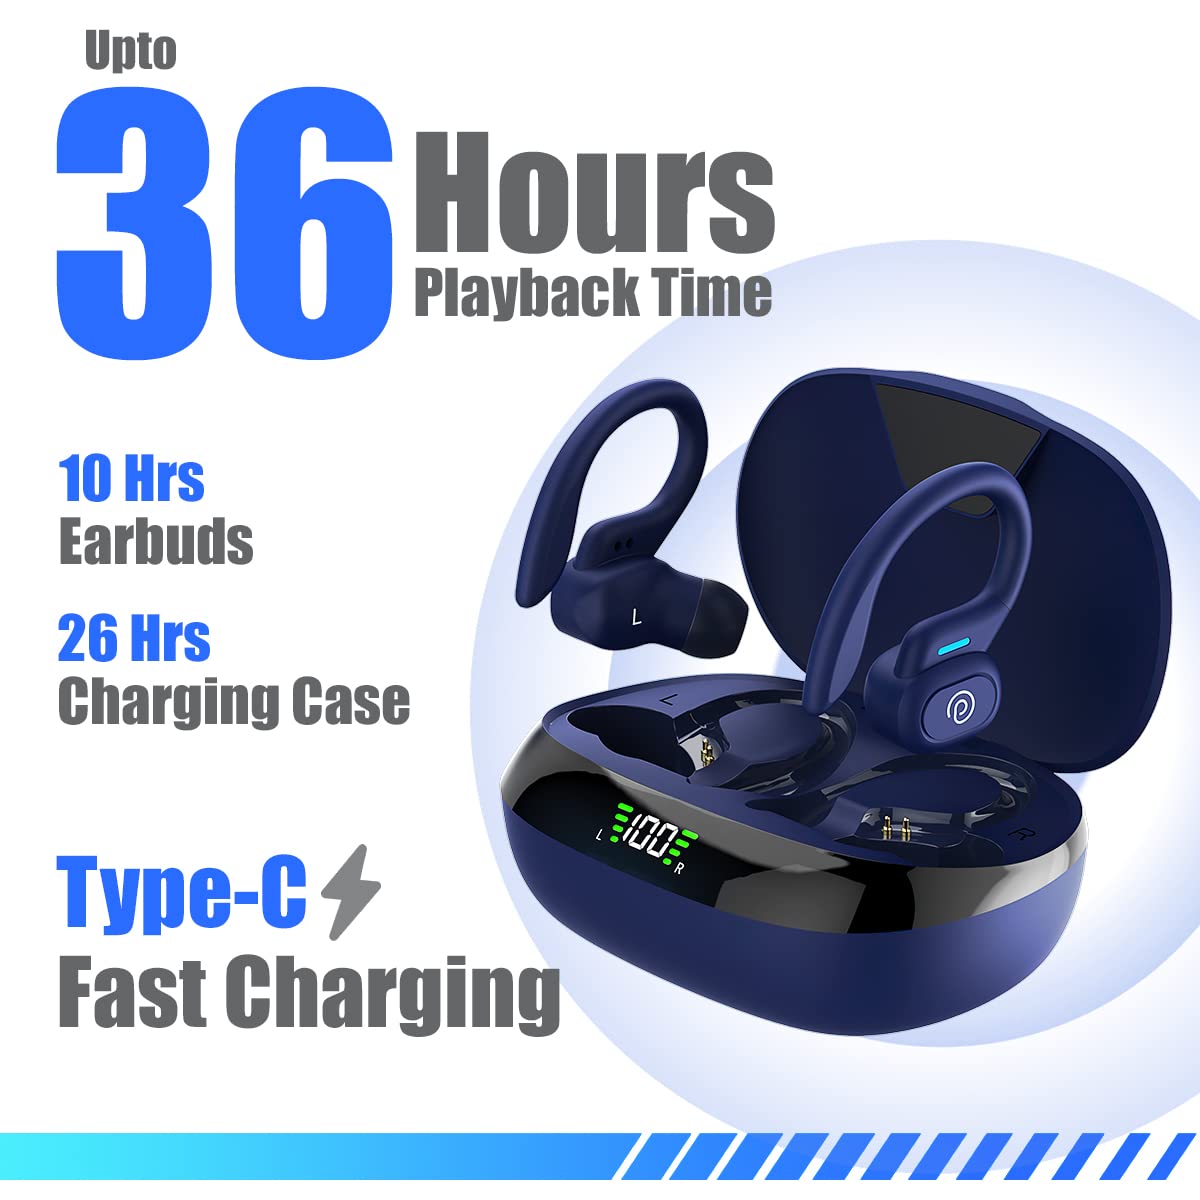 Upto
36
Hours
Playback Time
10 Hrs
Earbuds
26 Hrs
Charging Case
Type-C
Fast Charging
L
L
R
L 100 R